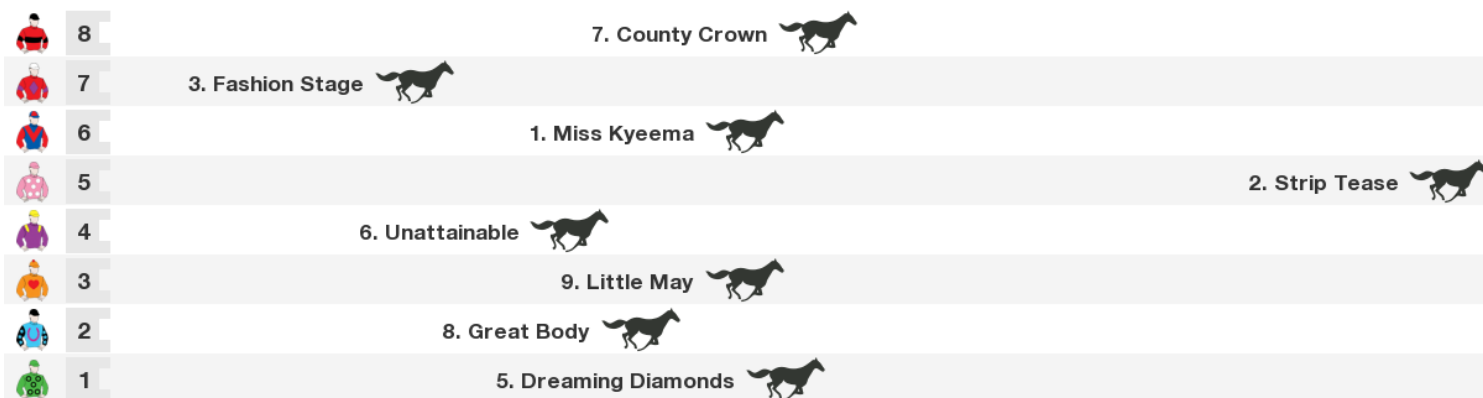 8 7. County Crown
7 3. Fashion Stage
6 1. Miss Kyeema
5 2. Strip Tease
4 6. Unattainable
3 9. Little May
2 8. Great Body
1 5. Dreaming Diamonds